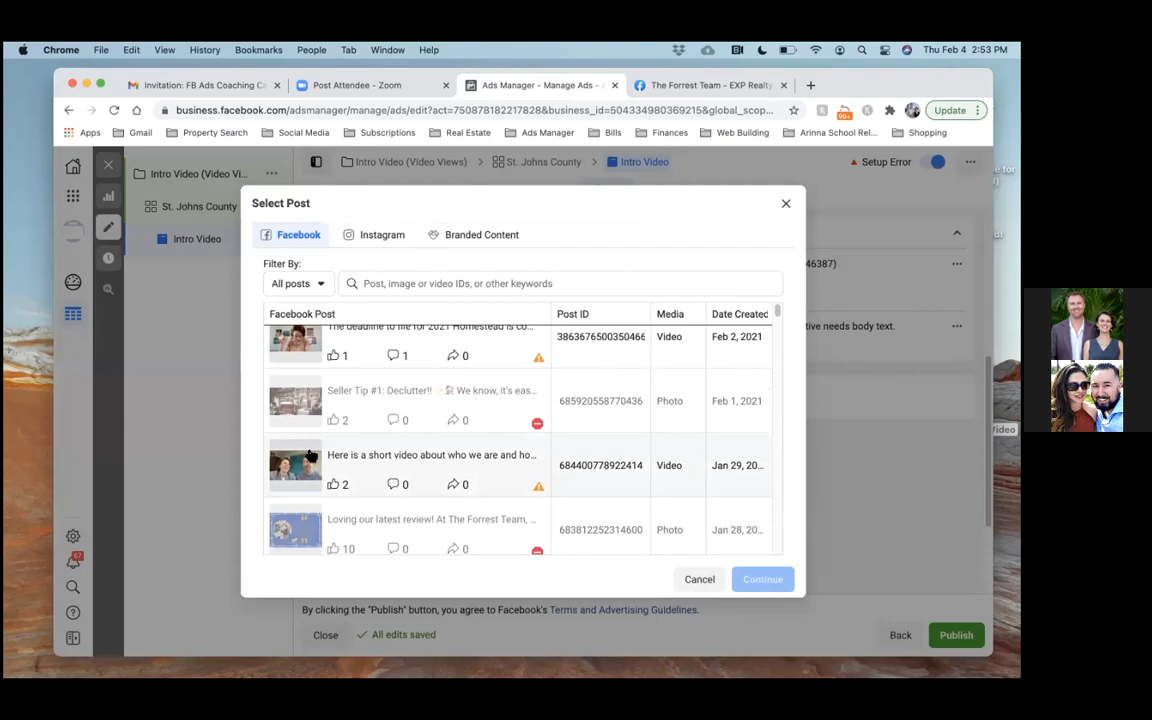 Chrome File Edit View History Bookmarks People Tab Window Help Thu Feb 4 2:53 PM
Invitation: FB Ads Coaching Ca Post Attendee - Zoom Ads Manager - Manage Ads - The Forrest Team - EXP Realty
business.facebook.com/adsmanager/manage/ads/edit?act=750878182217828&business_id=504334980369215&global_scop... 99+ Update
Apps Gmail Property Search Social Media Subscriptions Real Estate Ads Manager Bills Finances Web Building Arinna School Rel... Shopping
Intro Video (Video Vi... Intro Video (Video Views) St. Johns County Intro Video Setup Error
St. Johns County
Intro Video
Select Post
Facebook Instagram Branded Content
Filter By:
All posts Post, image or video IDs, or other keywords
46387)
Facebook Post Post ID Media Date Created
The deadline to file for 2021 Homestead is co... 3863676500350466 Video Feb 2, 2021
1 1 0
tive needs body text.
Seller Tip #1: Declutter!! We know, it's eas... 685920558770436 Photo Feb 1, 2021
2 0 0
Here is a short video about who we are and ho... 684400778922414 Video Jan 29, 20...
2 0 0
Loving our latest review! At The Forrest Team, ... 683812252314600 Photo Jan 28, 20...
10 0 0
Cancel Continue
By clicking the "Publish" button, you agree to Facebook's Terms and Advertising Guidelines.
Close All edits saved Back Publish